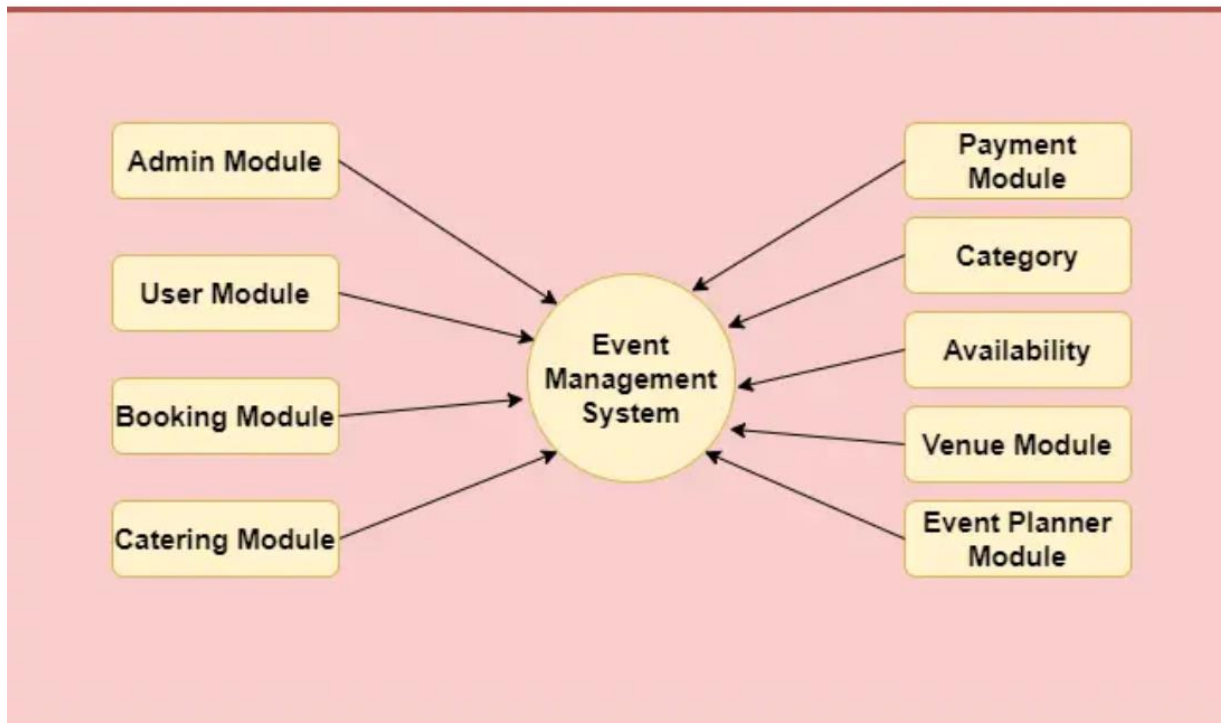 Admin Module
User Module
Booking Module
Catering Module
Event
Management
System
Payment
Module
Category
Availability
Venue Module
Event Planner
Module